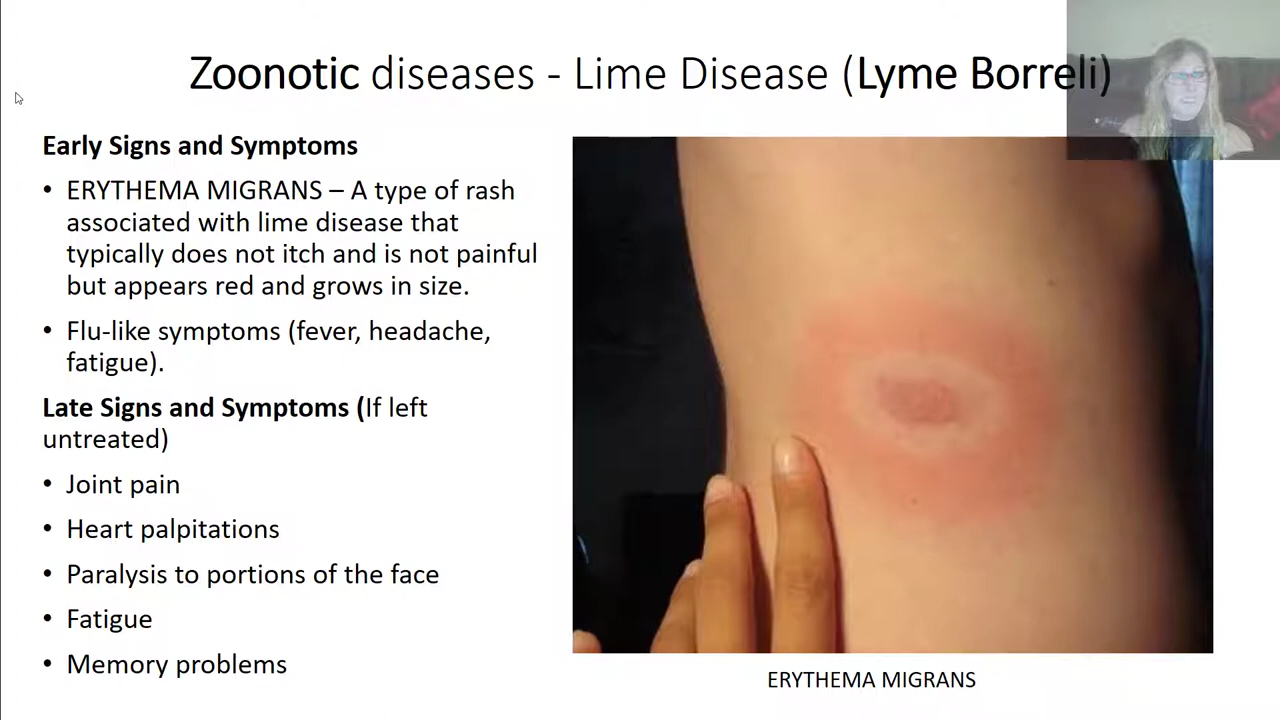 Zoonotic diseases - Lime Disease (Lyme Borreli)
Early Signs and Symptoms
• ERYTHEMA MIGRANS – A type of rash
associated with lime disease that
typically does not itch and is not painful
but appears red and grows in size.
• Flu-like symptoms (fever, headache,
fatigue).
Late Signs and Symptoms (If left
untreated)
• Joint pain
• Heart palpitations
• Paralysis to portions of the face
• Fatigue
• Memory problems
ERYTHEMA MIGRANS